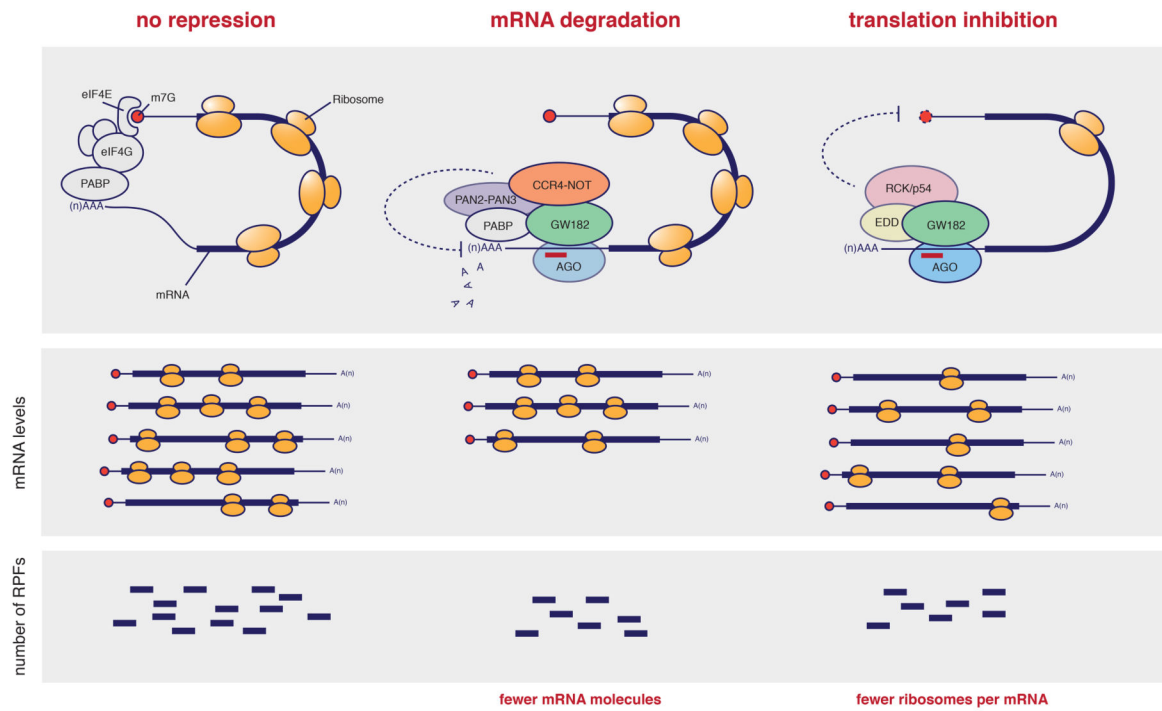 no repression
mRNA degradation
translation inhibition
eIF4E
m7G
Ribosome
eIF4G
PABP
(n)AAA
mRNA
CCR4-NOT
PAN2-PAN3
PABP
GW182
(n)AAA
AGO
A
A
A
A
A
RCK/p54
EDD
GW182
(n)AAA
AGO
mRNA levels
A(n)
A(n)
A(n)
A(n)
A(n)
A(n)
A(n)
A(n)
A(n)
A(n)
A(n)
A(n)
A(n)
number of RPFs
fewer mRNA molecules
fewer ribosomes per mRNA